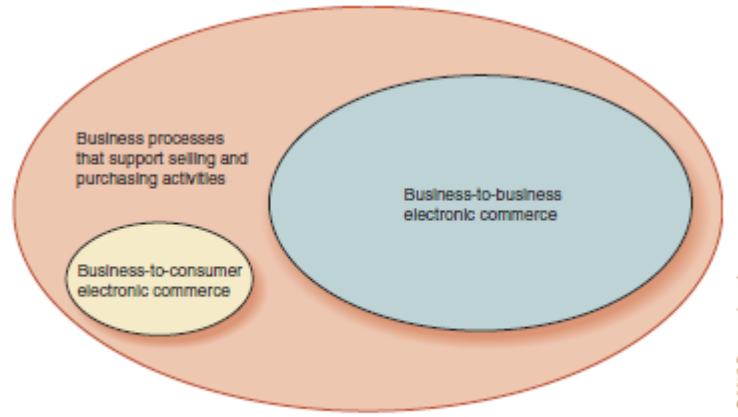 Business processes
that support selling and
purchasing activities
Business-to-business
electronic commerce
Business-to-consumer
electronic commerce